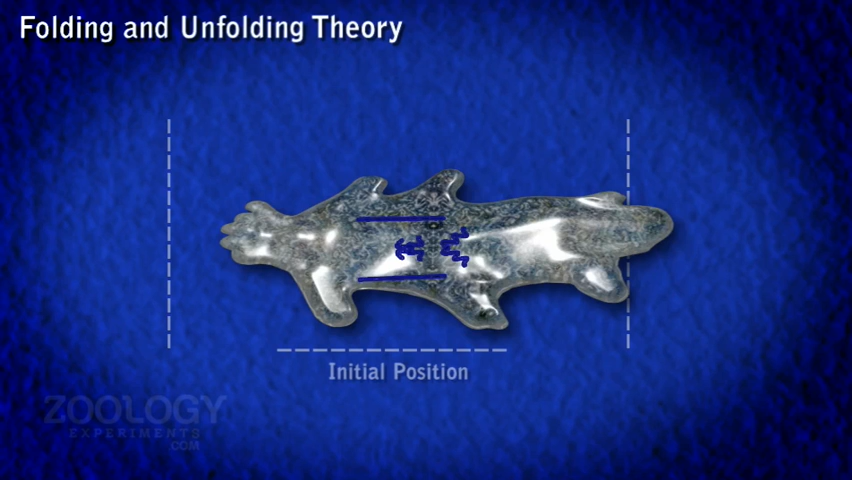 Folding and Unfolding Theory
Initial Position
ZOOLOGY
EXPERIMENTS
.COM